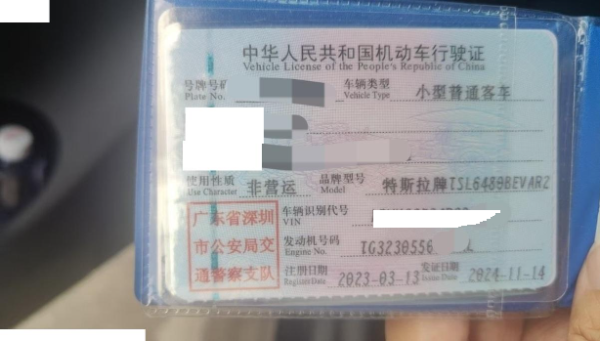 中华人民共和国机动车行驶证
Vehicle License of the People's Republic of China
号牌号码
Plate No.
车辆类型
Vehicle Type
小型普通客车
使用性质
Use Character
非营运
品牌型号
Model
特斯拉牌TSL6489BEVAR2
车辆识别代号
VIN
发动机号码
Engine No.
TG3230556
注册日期
Register Date
2023-03-13
发证日期
Issue Date
2024-11-14
广东省深圳
市公安局交
通警察支队